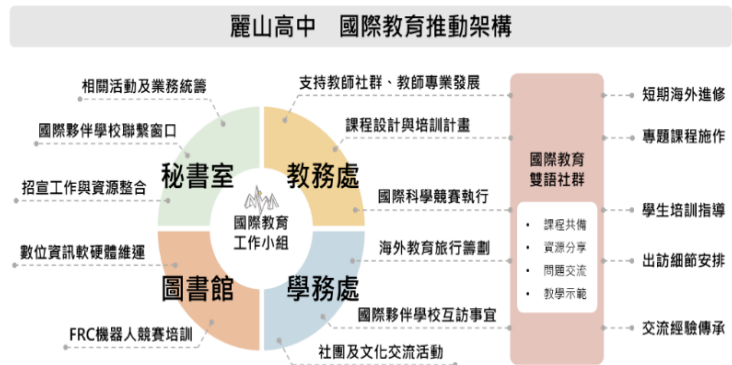 麗山高中　國際教育推動架構
相關活動及業務統籌
國際夥伴學校聯繫窗口
招宣工作與資源整合
數位資訊軟硬體維運
FRC機器人競賽培訓
秘書室
教務處
圖書館
學務處
國際教育
工作小組
支持教師社群、教師專業發展
課程設計與培訓計畫
國際科學競賽執行
海外教育旅行籌劃
國際夥伴學校互訪事宜
社團及文化交流活動
國際教育
雙語社群
• 課程共備
• 資源分享
• 問題交流
• 教學示範
短期海外進修
專題課程施作
學生培訓指導
出訪細節安排
交流經驗傳承